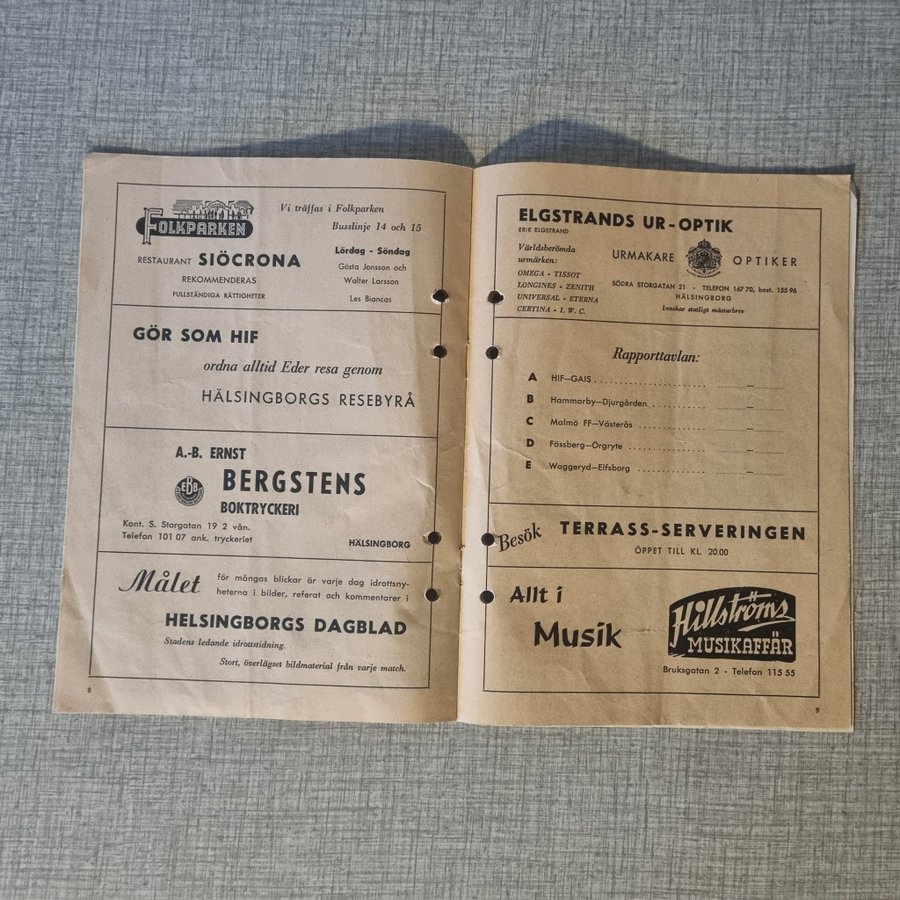 FOLKPARKEN
Vi träffas i Folkparken
Busslinje 14 och 15
RESTAURANT SIÖCRONA
REKOMMENDERAS
FULLSTÄNDIGA RÄTTIGHETER
Lördag - Söndag
Gösta Jonsson och
Walter Larsson
Les Biancas
GÖR SOM HIF
ordna alltid Eder resa genom
HÄLSINGBORGS RESEBYRÅ
A.-B. ERNST
EBB
BERGSTENS
BOKTRYCKERI
Kont. S. Storgatan 19 2 vån.
Telefon 101 07 ank. tryckeriet
HÄLSINGBORG
Målet för mångas blickar är varje dag idrottsny-
heterna i bilder, referat och kommentarer i
HELSINGBORGS DAGBLAD
Stadens ledande idrottstidning.
Stort, överlägset bildmaterial från varje match.
8
ELGSTRANDS UR-OPTIK
ERIK ELGSTRAND
Världsberömda
urmärken:
OMEGA - TISSOT
LONGINES - ZENITH
UNIVERSAL - ETERNA
CERTINA - I. W. C.
URMAKARE OPTIKER
SÖDRA STORGATAN 21 - TELEFON 167 70, bost. 155 96
HÄLSINGBORG
Innehar statligt mästarbrev
Rapporttavlan:
A HIF—GAIS .................... –
B Hammarby—Djurgården .......... –
C Malmö FF—Västerås ............ –
D Fässberg—Örgryte ............. –
E Waggeryd—Elfsborg ............ –
Besök TERRASS-SERVERINGEN
ÖPPET TILL KL. 20.00
Allt i
Musik
Hillströms
MUSIKAFFÄR
Bruksgatan 2 - Telefon 115 55
9